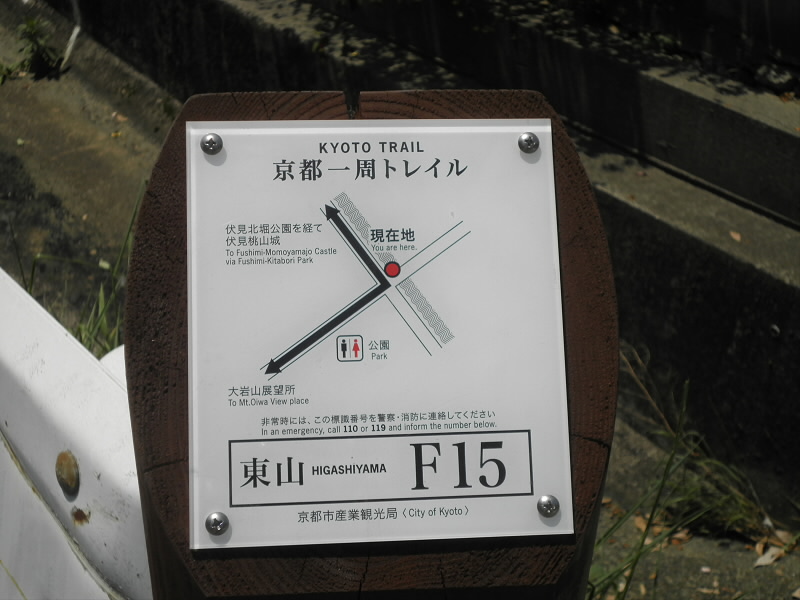 KYOTO TRAIL
京都一周トレイル
伏見北堀公園を経て
伏見桃山城
To Fushimi-Momoyamajo Castle
via Fushimi-Kitabori Park
現在地
You are here.
公園
Park
大岩山展望所
To Mt.Oiwa View place
非常時には、この標識番号を警察・消防に連絡してください
In an emergency, call 110 or 119 and inform the number below.
東山 HIGASHIYAMA F15
京都市産業観光局〈City of Kyoto〉